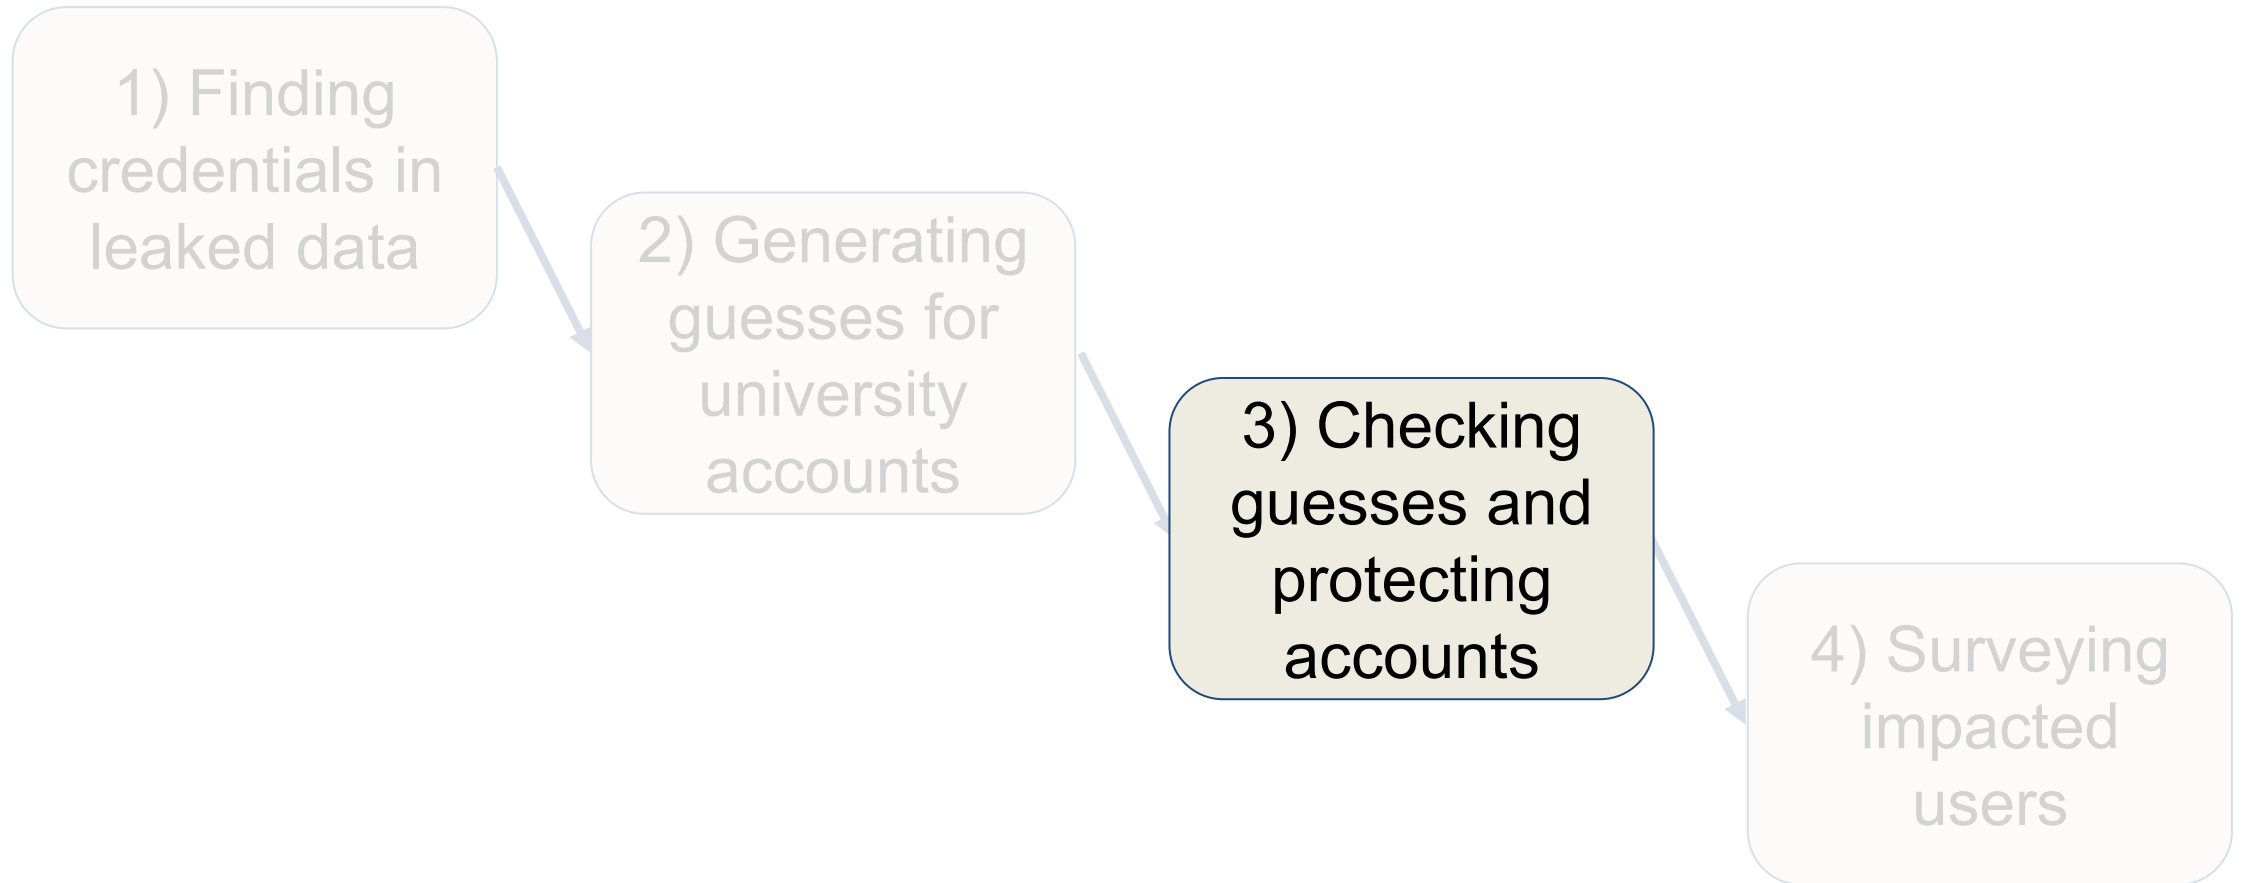 1) Finding
credentials in
leaked data
2) Generating
guesses for
university
accounts
3) Checking
guesses and
protecting
accounts
4) Surveying
impacted
users